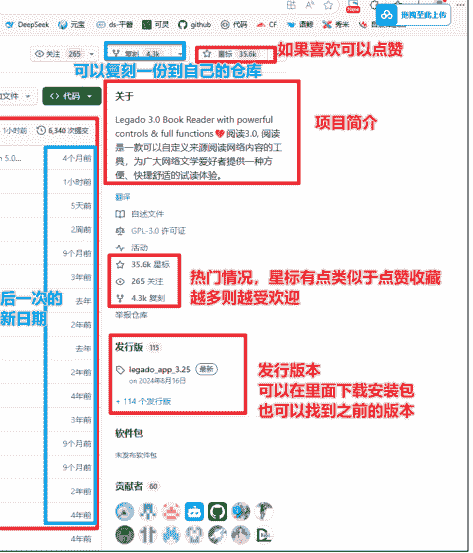 拖拽至此上传
DeepSeek 元宝 ds-干普 可灵 github 代码 CF 语鲸 秀米
关注 265
复刻 4.3k
星标 35.6k
如果喜欢可以点赞
可以复刻一份到自己的仓库
文件
代码
关于
Legado 3.0 Book Reader with powerful
controls & full functions❤阅读3.0, 阅读
是一款可以自定义来源阅读网络内容的工
具，为广大网络文学爱好者提供一种方
便、快捷舒适的试读体验。
项目简介
1小时前 6,340 次提交
5.0...
4个月前
1小时前
5天前
2周前
9个月前
3年前
去年
2年前
去年
2年前
4年前
3年前
9个月前
9个月前
2年前
4年前
4年前
后一次的
新日期
翻译
自述文件
GPL-3.0 许可证
活动
35.6k 星标
265 关注
4.3k 复刻
举报仓库
热门情况，星标有点类似于点赞收藏
越多则越受欢迎
发行版 115
legado_app_3.25 最新
on 2024年8月16日
+ 114 个发行版
发行版本
可以在里面下载安装包
也可以找到之前的版本
软件包
未发布软件包
贡献者 60